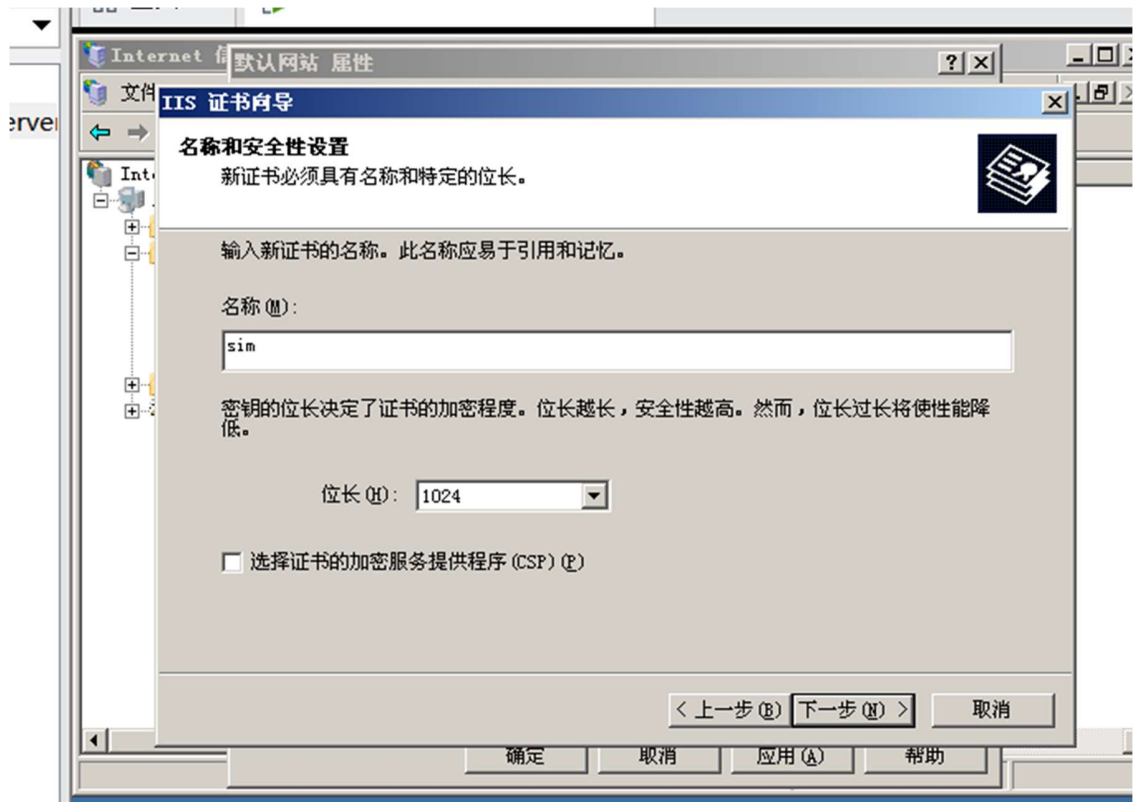 Internet 信
默认网站 属性
文件
IIS 证书向导
erver
名称和安全性设置
新证书必须具有名称和特定的位长。
输入新证书的名称。此名称应易于引用和记忆。
名称(M):
sim
密钥的位长决定了证书的加密程度。位长越长，安全性越高。然而，位长过长将使性能降
低。
位长(H): 1024
选择证书的加密服务提供程序(CSP)(P)
< 上一步(B) 下一步(N) > 取消
确定 取消 应用(A) 帮助